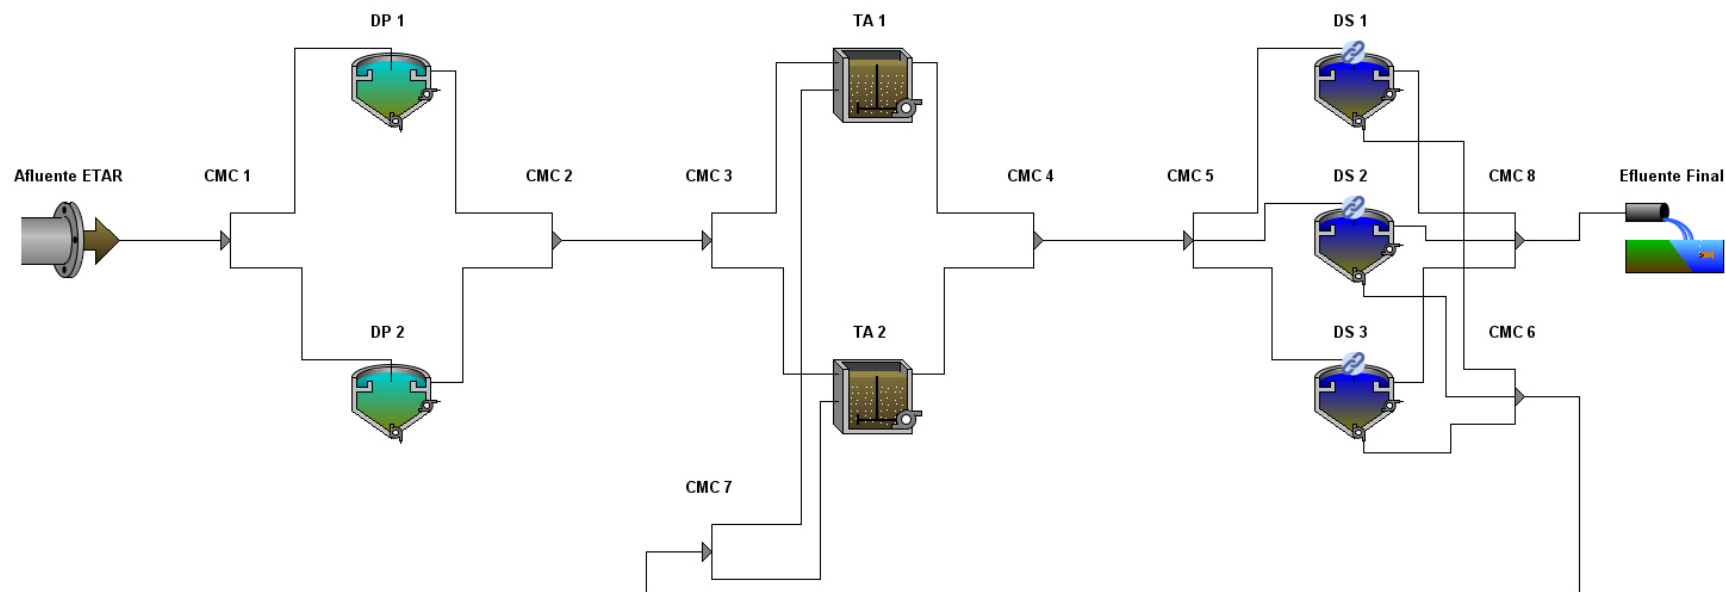 DP 1
TA 1
DS 1
Afluente ETAR
CMC 1
CMC 2
CMC 3
CMC 4
CMC 5
DS 2
CMC 8
Efluente Final
DP 2
TA 2
DS 3
CMC 6
CMC 7